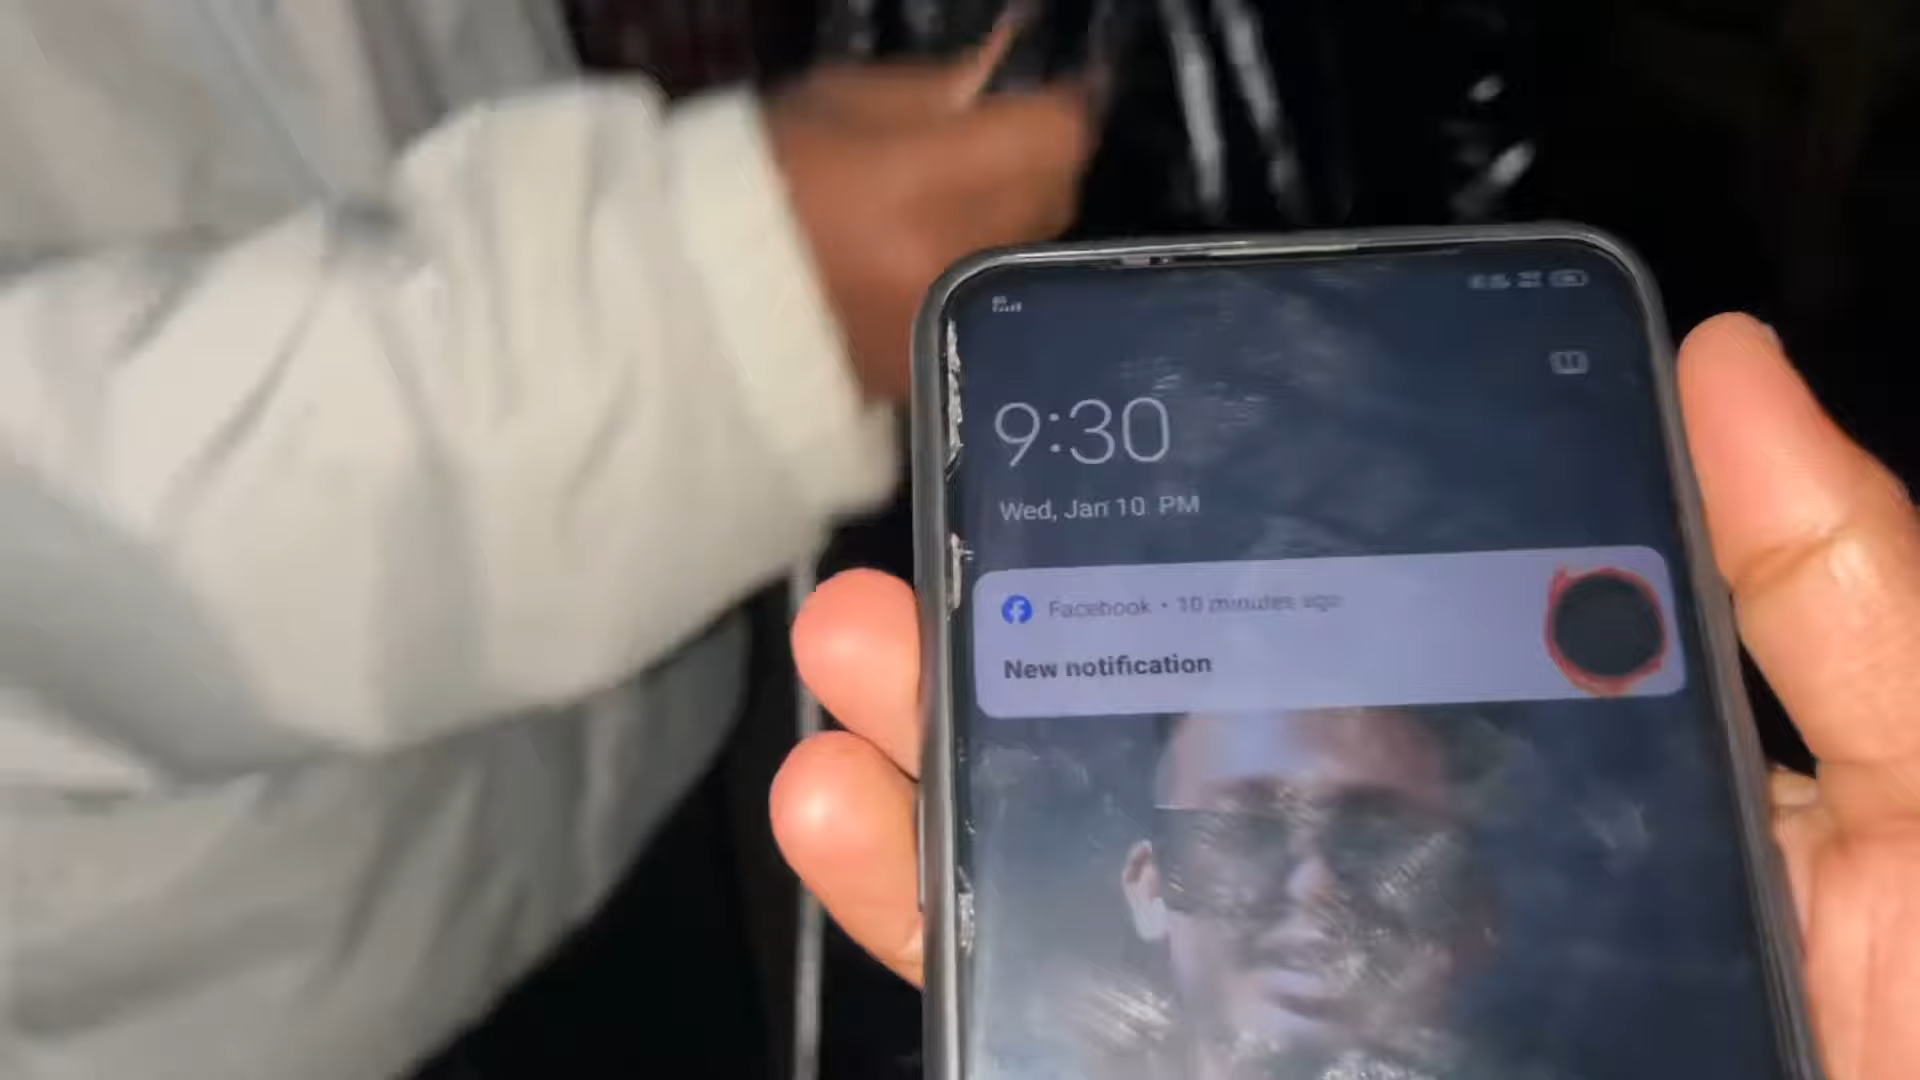 9:30
Wed, Jan 10 PM
Facebook • 10 minutes ago
New notification